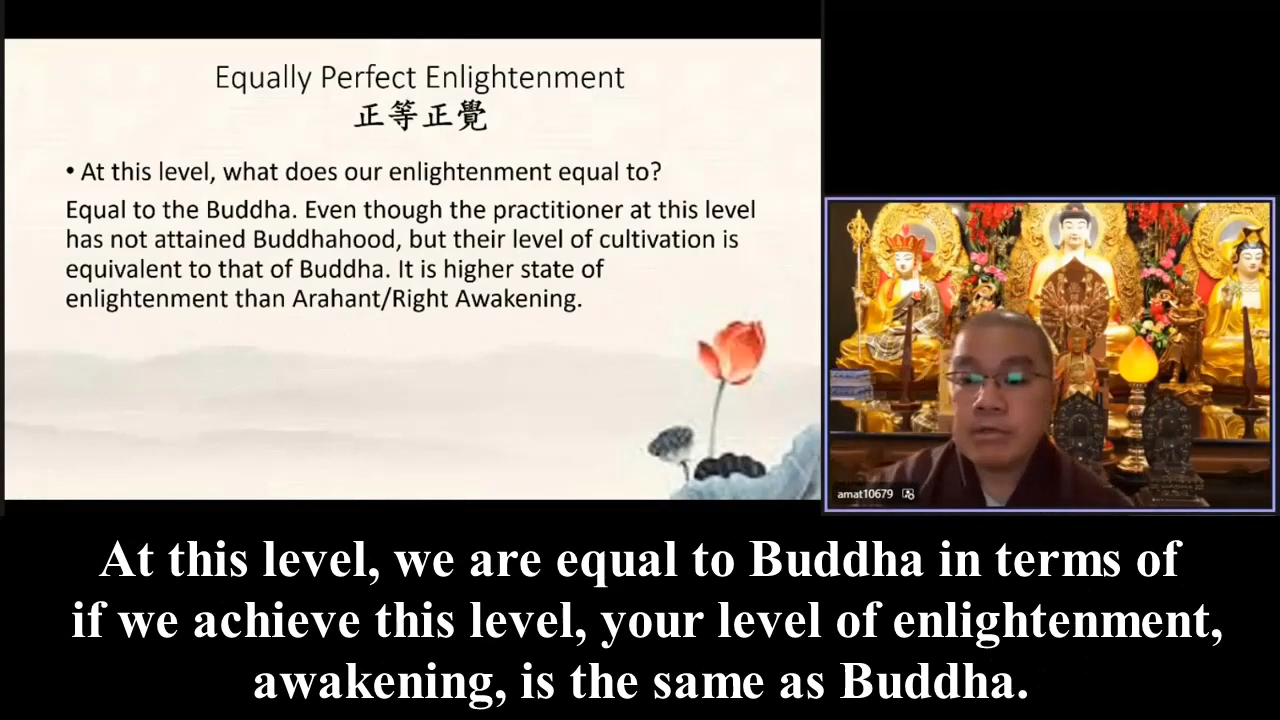 Equally Perfect Enlightenment
正等正覺
• At this level, what does our enlightenment equal to?
Equal to the Buddha. Even though the practitioner at this level
has not attained Buddhahood, but their level of cultivation is
equivalent to that of Buddha. It is higher state of
enlightenment than Arahant/Right Awakening.
amat10679
At this level, we are equal to Buddha in terms of
if we achieve this level, your level of enlightenment,
awakening, is the same as Buddha.